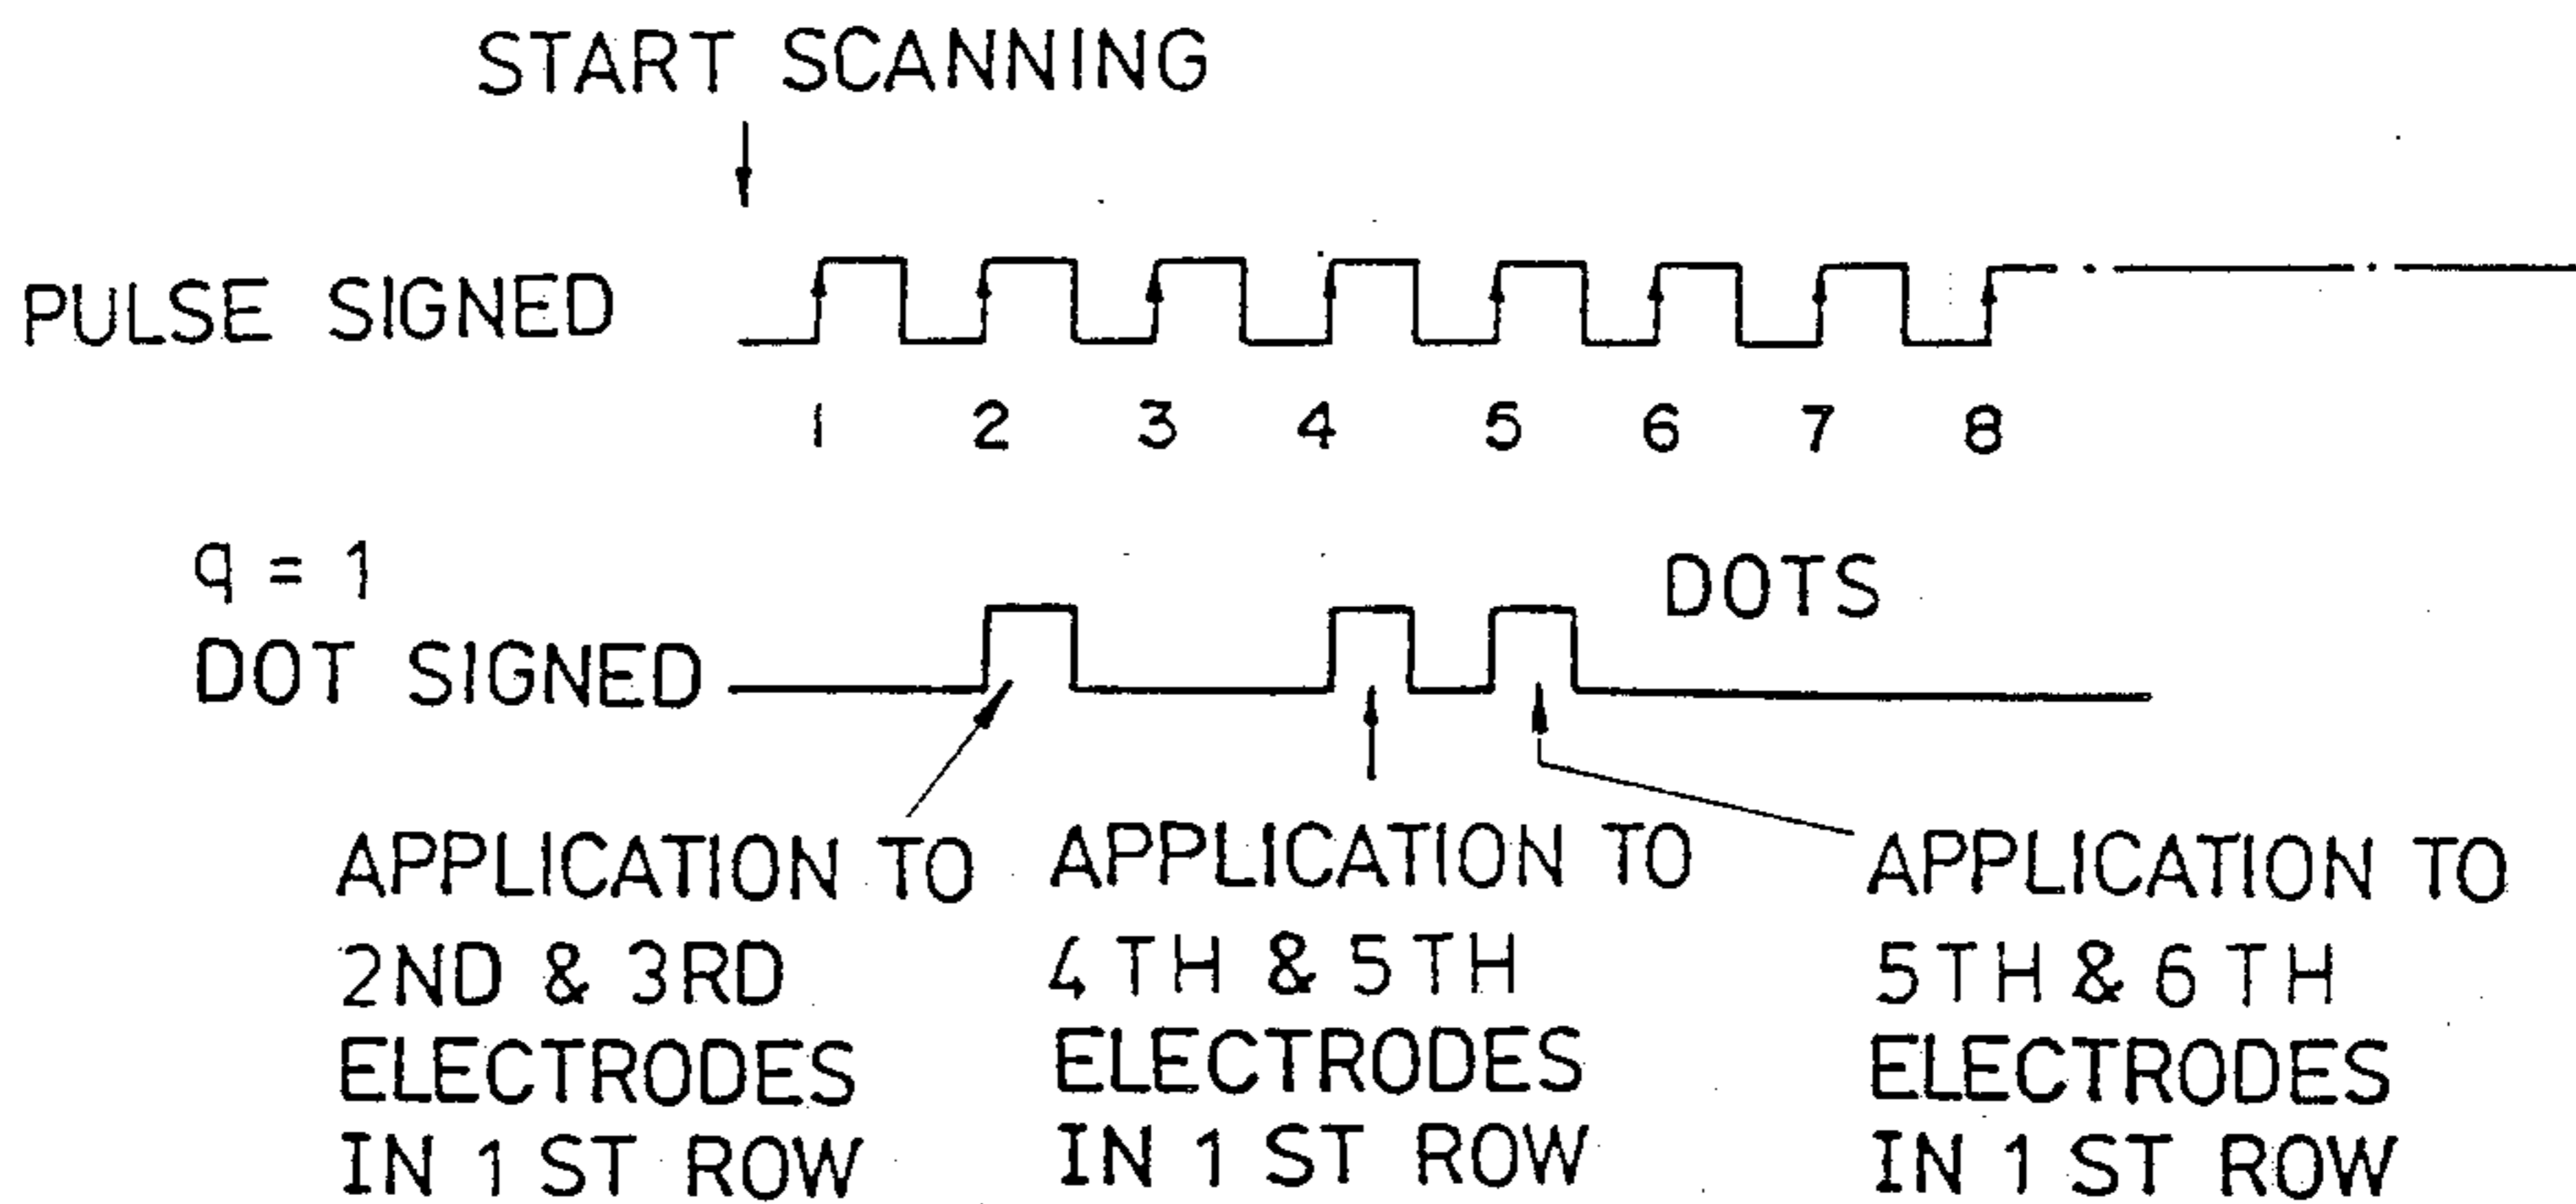 START SCANNING
PULSE SIGNED
1 2 3 4 5 6 7 8
q = 1
DOTS
DOT SIGNED
APPLICATION TO
2ND & 3RD
ELECTRODES
IN 1 ST ROW
APPLICATION TO
4 TH & 5 TH
ELECTRODES
IN 1 ST ROW
APPLICATION TO
5 TH & 6 TH
ELECTRODES
IN 1 ST ROW